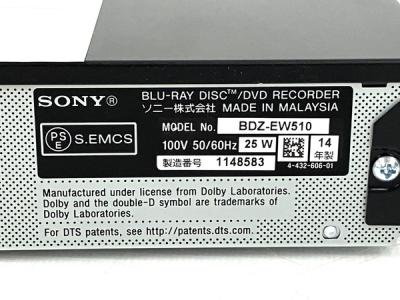 SONY®
BLU-RAY DISC™/DVD RECORDER
ソニー株式会社 MADE IN MALAYSIA
PS
E
S.EMCS
MODEL No. BDZ-EW510
100V 50/60Hz 25 W
14
年製
製造番号 1148583
4-432-606-01
Manufactured under license from Dolby Laboratories.
Dolby and the double-D symbol are trademarks of
Dolby Laboratories.
For DTS patents, see http://patents.dts.com.